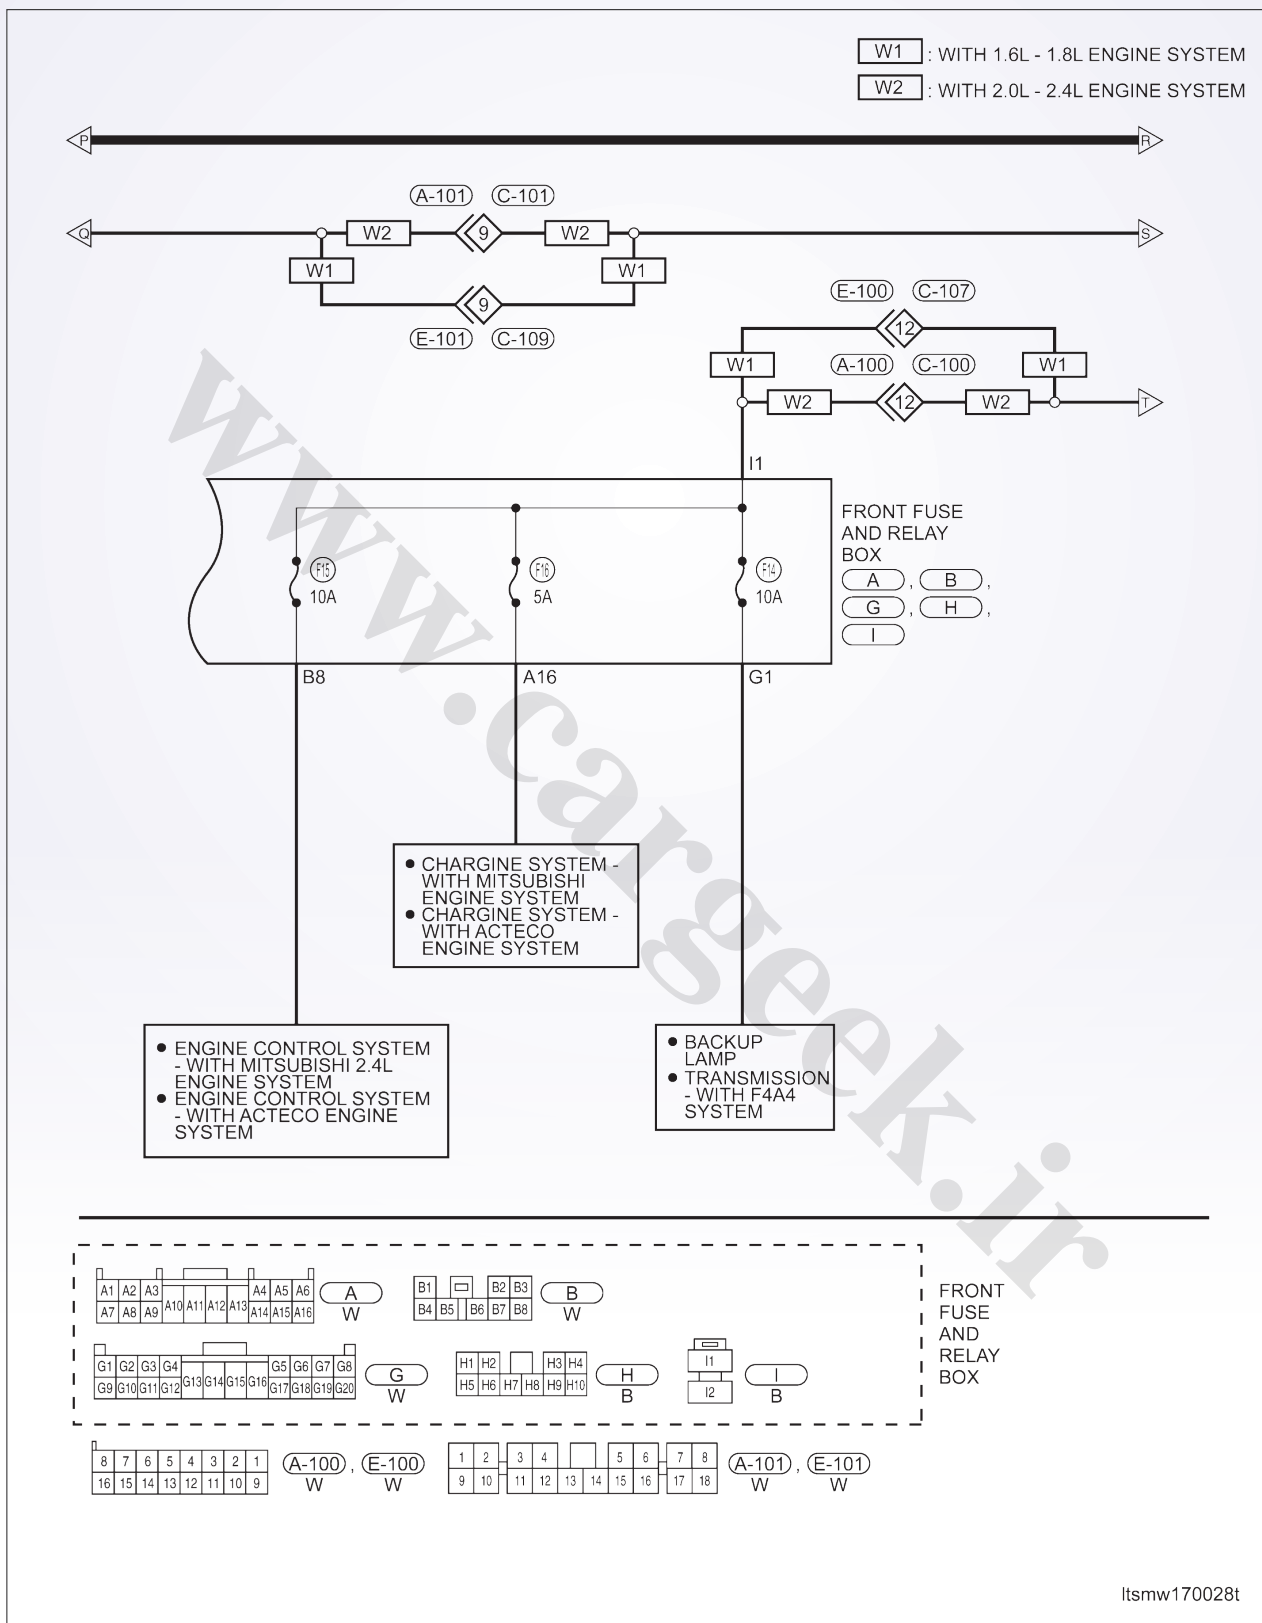 W1 : WITH 1.6L - 1.8L ENGINE SYSTEM
W2 : WITH 2.0L - 2.4L ENGINE SYSTEM
P R
A-101 C-101
Q W2 9 W2 S
W1 W1
9
E-101 C-109
E-100 C-107
12
W1 A-100 C-100 W1
W2 12 W2 T
I1
FRONT FUSE
AND RELAY
BOX
A , B ,
G , H ,
I
F15 F16 F14
10A 5A 10A
B8 A16 G1
● CHARGINE SYSTEM -
WITH MITSUBISHI
ENGINE SYSTEM
● CHARGINE SYSTEM -
WITH ACTECO
ENGINE SYSTEM
● ENGINE CONTROL SYSTEM
- WITH MITSUBISHI 2.4L
ENGINE SYSTEM
● ENGINE CONTROL SYSTEM
- WITH ACTECO ENGINE
SYSTEM
● BACKUP
LAMP
● TRANSMISSION
- WITH F4A4
SYSTEM
www.cargeek.ir
A1 A2 A3 A4 A5 A6
A10 A11 A12 A13
A7 A8 A9 A14 A15 A16
A
W
B1 B2 B3
B4 B5 B6 B7 B8
B
W
G1 G2 G3 G4 G5 G6 G7 G8
G13 G14 G15 G16
G9 G10 G11 G12 G17 G18 G19 G20
G
W
H1 H2 H3 H4
H5 H6 H7 H8 H9 H10
H
B
I1
I2
I
B
FRONT
FUSE
AND
RELAY
BOX
8 7 6 5 4 3 2 1
16 15 14 13 12 11 10 9
A-100 , E-100
W W
1 2 3 4 5 6 7 8
9 10 11 12 13 14 15 16 17 18
A-101 , E-101
W W
ltsmw170028t